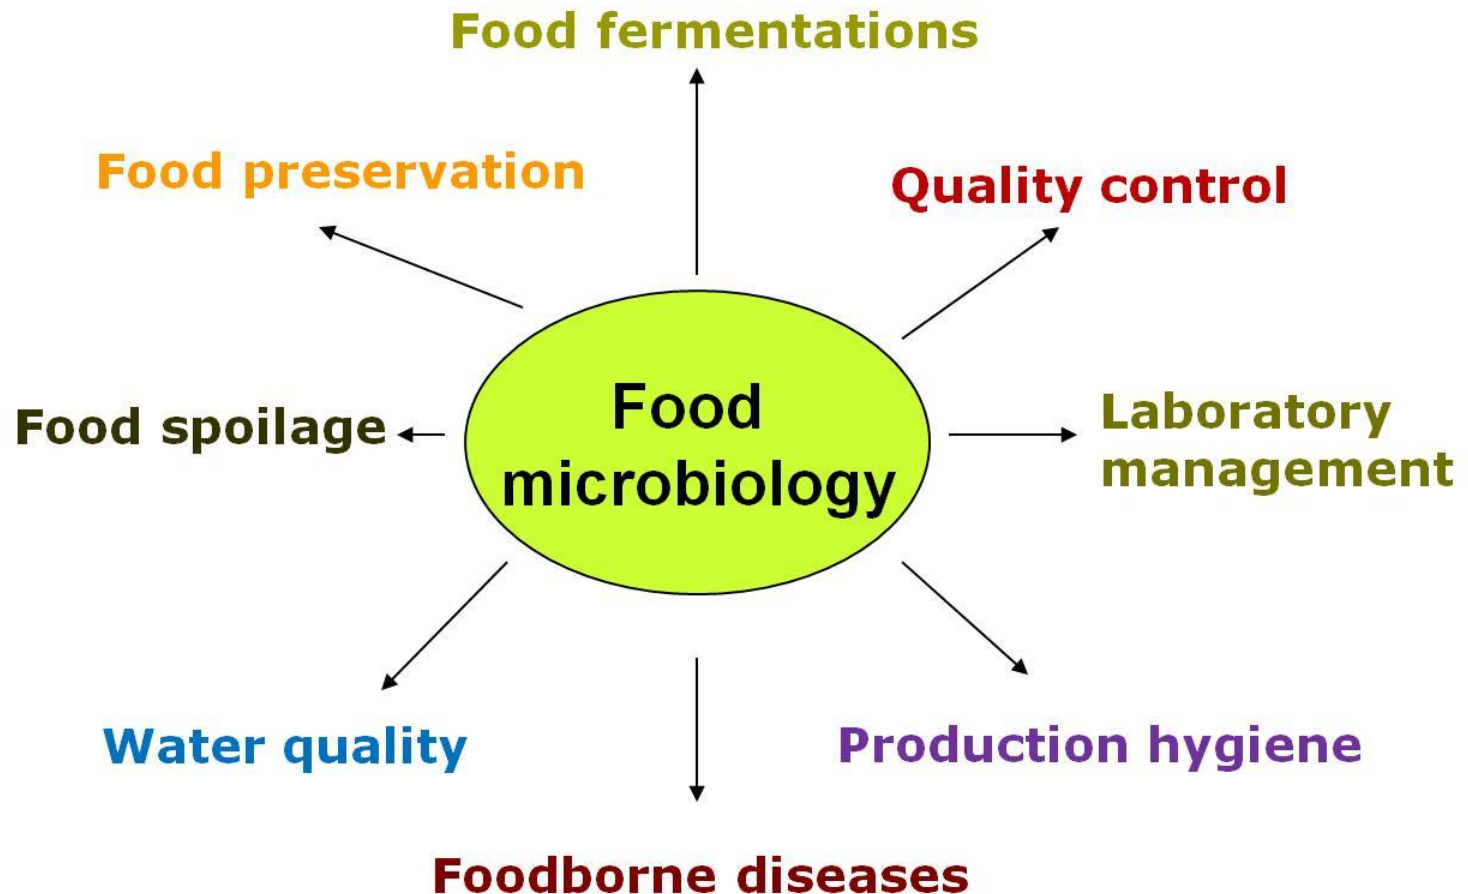 Food fermentations
Food preservation
Quality control
Food
microbiology
Food spoilage
Laboratory
management
Water quality
Production hygiene
Foodborne diseases